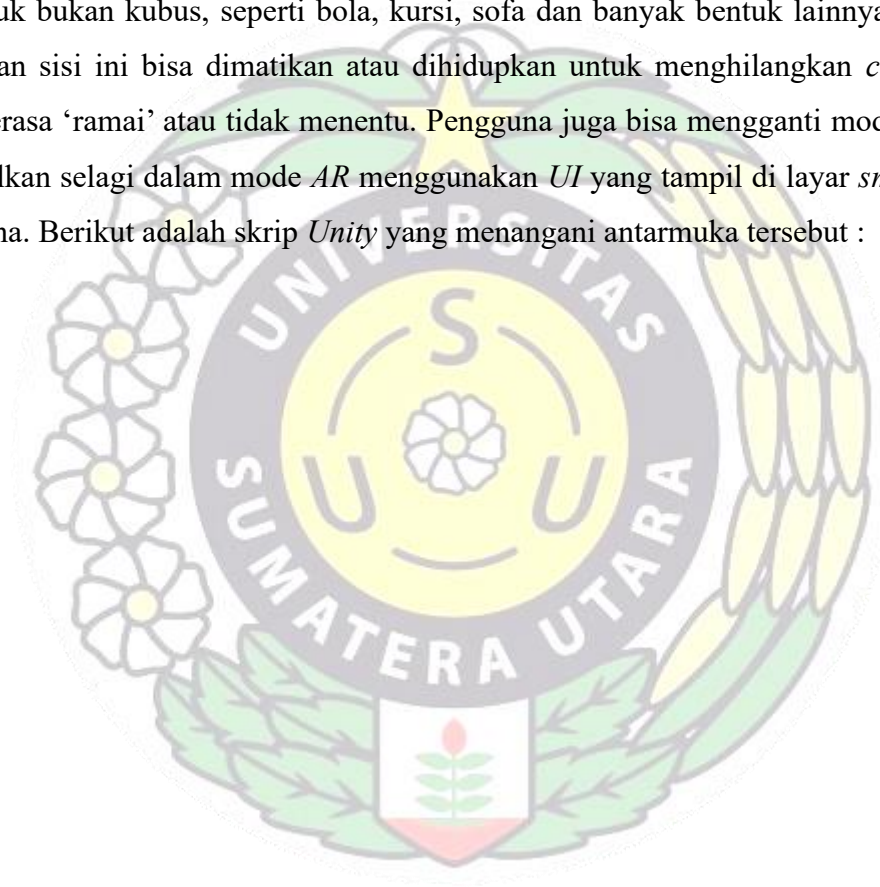 uk bukan kubus, seperti bola, kursi, sofa dan banyak bentuk lainnya
an sisi ini bisa dimatikan atau dihidupkan untuk menghilangkan c
erasa ‘ramai’ atau tidak menentu. Pengguna juga bisa mengganti mod
lkan selagi dalam mode AR menggunakan UI yang tampil di layar sm
na. Berikut adalah skrip Unity yang menangani antarmuka tersebut :
UNIVERSITAS
S
U U
SUMATERA UTARA